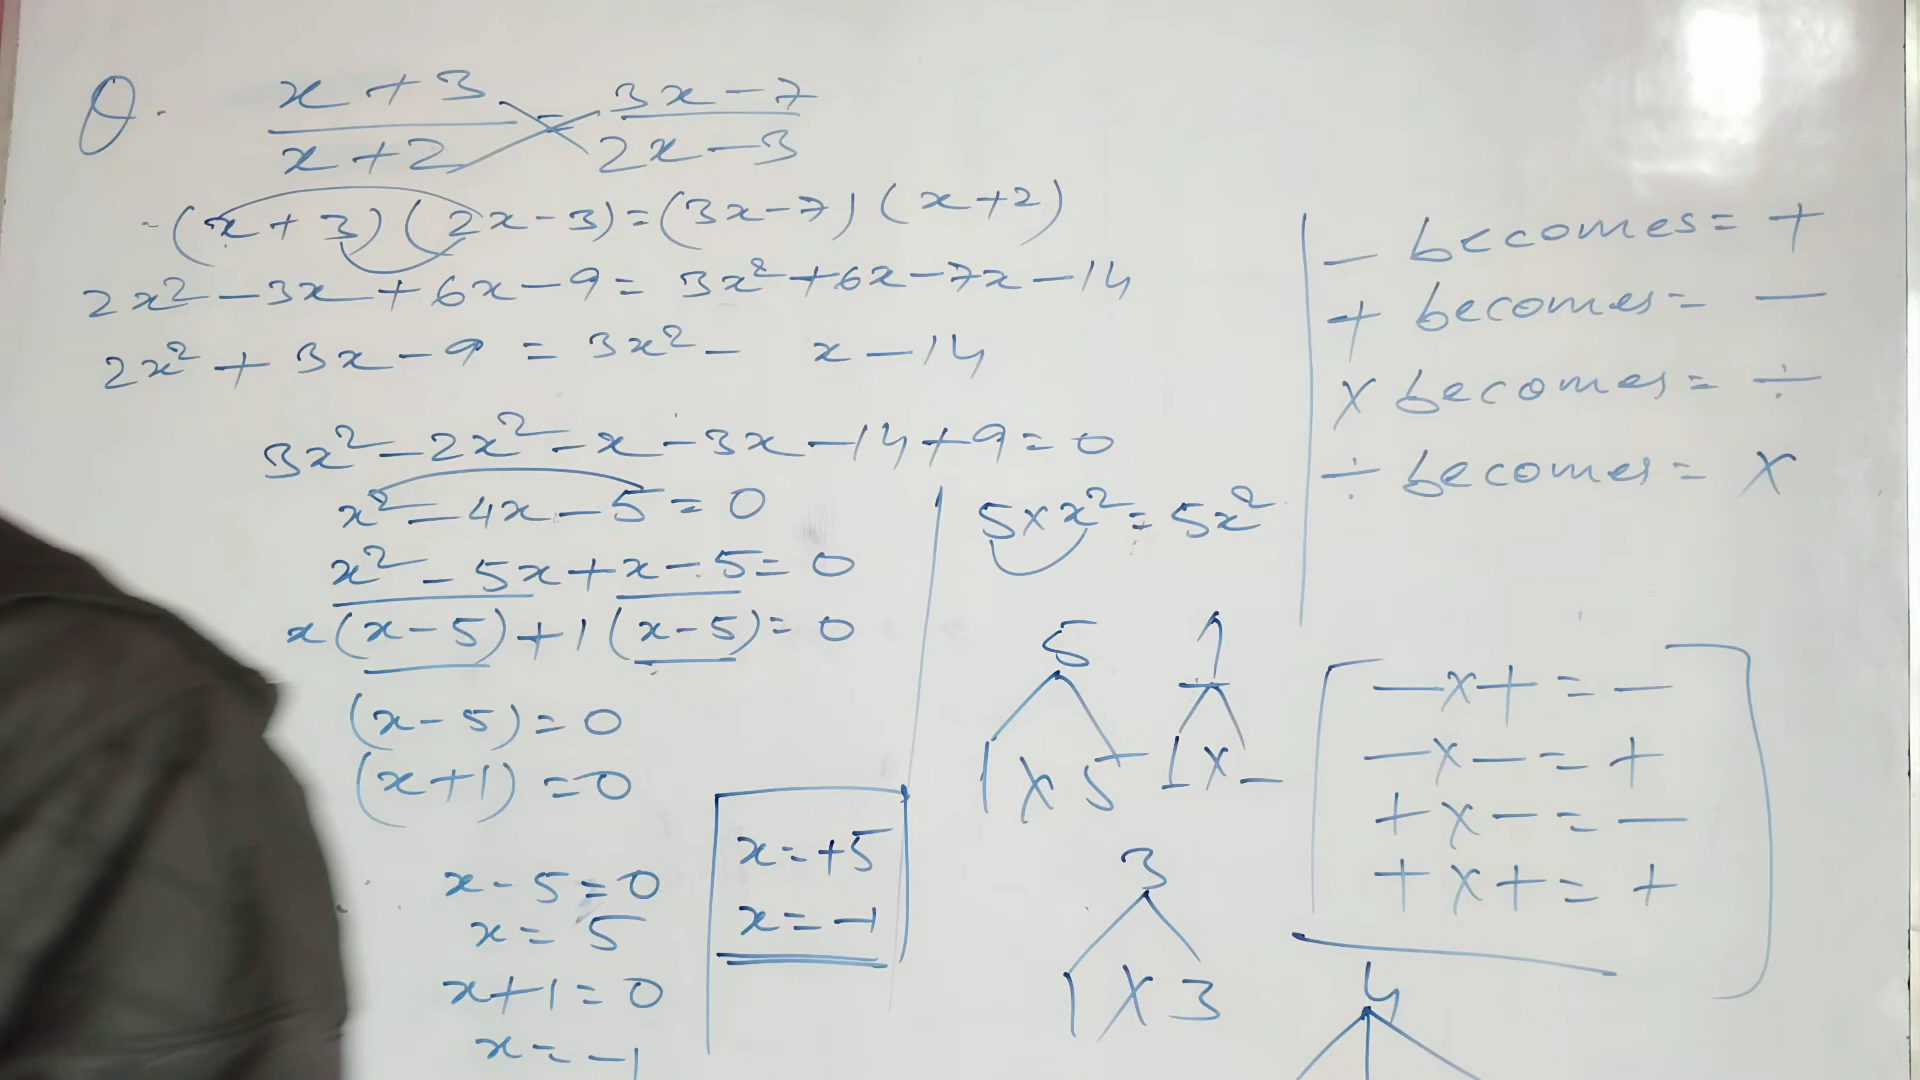 Q. x + 3 / x + 2 = 3x - 7 / 2x - 3
- (x + 3) (2x - 3) = (3x - 7) (x + 2)
2x² - 3x + 6x - 9 = 3x² + 6x - 7x - 14
2x² + 3x - 9 = 3x² - x - 14
3x² - 2x² - x - 3x - 14 + 9 = 0
x² - 4x - 5 = 0
x² - 5x + x - 5 = 0
x (x - 5) + 1 (x - 5) = 0
(x - 5) = 0
(x + 1) = 0
x - 5 = 0
x = 5
x + 1 = 0
x = -1
x = +5
x = -1
5 × x² = 5x²
5
1 × 5
1
1 ×
3
1 × 3
4
- becomes = +
+ becomes = -
× becomes = ÷
÷ becomes = ×
- × + = -
- × - = +
+ × - = -
+ × + = +